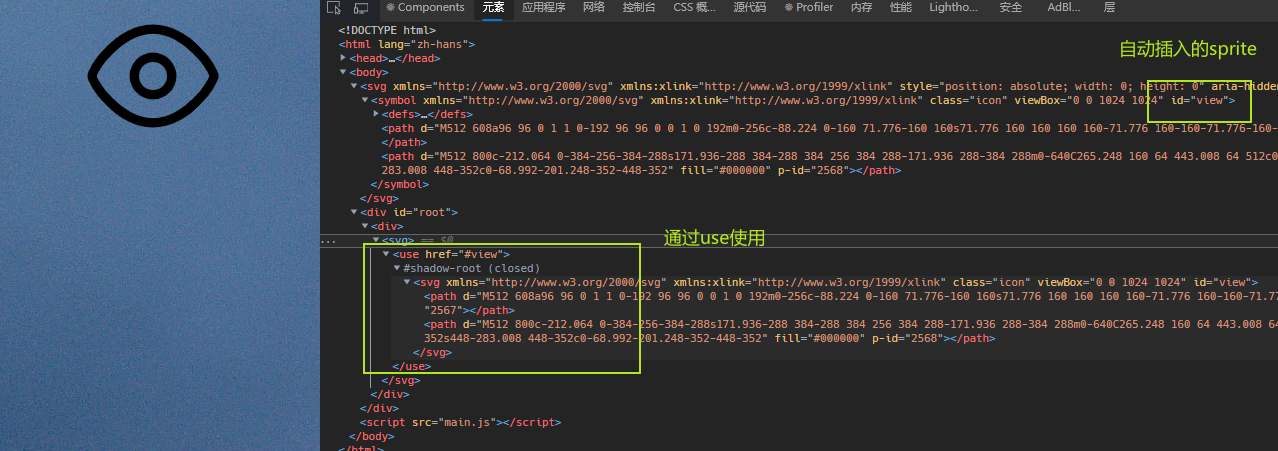 Components 元素 应用程序 网络 控制台 CSS 概... 源代码 Profiler 内存 性能 Lightho... 安全 AdBl... 层
<!DOCTYPE html>
<html lang="zh-hans">
<head>…</head>
自动插入的sprite
<body>
<svg xmlns="http://www.w3.org/2000/svg" xmlns:xlink="http://www.w3.org/1999/xlink" style="position: absolute; width: 0; height: 0" aria-hidden
<symbol xmlns="http://www.w3.org/2000/svg" xmlns:xlink="http://www.w3.org/1999/xlink" class="icon" viewBox="0 0 1024 1024" id="view">
<defs>…</defs>
<path d="M512 608a96 96 0 1 1 0-192 96 96 0 0 1 0 192m0-256c-88.224 0-160 71.776-160 160s71.776 160 160 160 160-71.776 160-160-71.776-160-
</path>
<path d="M512 800c-212.064 0-384-256-384-288s171.936-288 384-288 384 256 384 288-171.936 288-384 288m0-640C265.248 160 64 443.008 64 512c0
283.008 448-352c0-68.992-201.248-352-448-352" fill="#000000" p-id="2568"></path>
</symbol>
</svg>
<div id="root">
<div>
通过use使用
... <svg> == $0
<use href="#view">
#shadow-root (closed)
<svg xmlns="http://www.w3.org/2000/svg" xmlns:xlink="http://www.w3.org/1999/xlink" class="icon" viewBox="0 0 1024 1024" id="view">
<path d="M512 608a96 96 0 1 1 0-192 96 96 0 0 1 0 192m0-256c-88.224 0-160 71.776-160 160s71.776 160 160 160 160-71.776 160-160-71.7
"2567"></path>
<path d="M512 800c-212.064 0-384-256-384-288s171.936-288 384-288 384 256 384 288-171.936 288-384 288m0-640C265.248 160 64 443.008 64
352s448-283.008 448-352c0-68.992-201.248-352-448-352" fill="#000000" p-id="2568"></path>
</svg>
</use>
</svg>
</div>
</div>
<script src="main.js"></script>
</body>
</html>